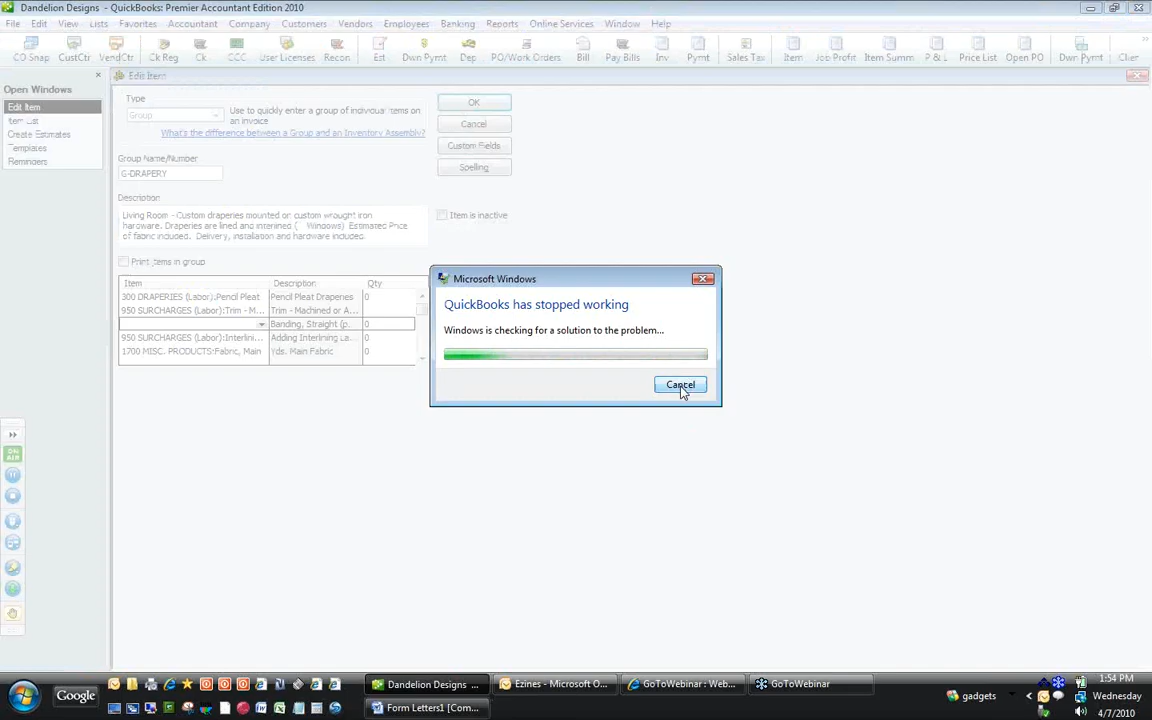 Dandelion Designs - QuickBooks: Premier Accountant Edition 2010
File Edit View Lists Favorites Accountant Company Customers Vendors Employees Banking Reports Online Services Window Help
CO Snap CustCtr VendCtr Ck Reg Ck CCC User Licenses Recon Est Dwn Pymt Dep PO/Work Orders Bill Pay Bills Inv Pymt Sales Tax Item Job Profit Item Summ P & L Price List Open PO Dwn Pymt Clier
Open Windows
Edit Item
Item List
Create Estimates
Templates
Reminders
Edit Item
Type
Group
Use to quickly enter a group of individual items on
an invoice
What's the difference between a Group and an Inventory Assembly?
Group Name/Number
G-DRAPERY
Description
Living Room - Custom draperies mounted on custom wrought iron
hardware. Draperies are lined and interlined ( Windows) Estimated Price
of fabric included. Delivery, installation and hardware included.
OK
Cancel
Custom Fields
Spelling
Item is inactive
Print items in group
Item Description Qty
300 DRAPERIES (Labor):Pencil Pleat Pencil Pleat Draperies 0
950 SURCHARGES (Labor):Trim - M... Trim - Machined or A... 0
Banding, Straight (p... 0
950 SURCHARGES (Labor):Interlini... Adding Interlining La... 0
1700 MISC. PRODUCTS:Fabric, Main Yds. Main Fabric 0
Microsoft Windows
QuickBooks has stopped working
Windows is checking for a solution to the problem...
Cancel
ON
AIR
Google
Dandelion Designs ...
Ezines - Microsoft O...
GoToWebinar : Web...
GoToWebinar
Form Letters1 [Com...
gadgets
1:54 PM
Wednesday
4/7/2010